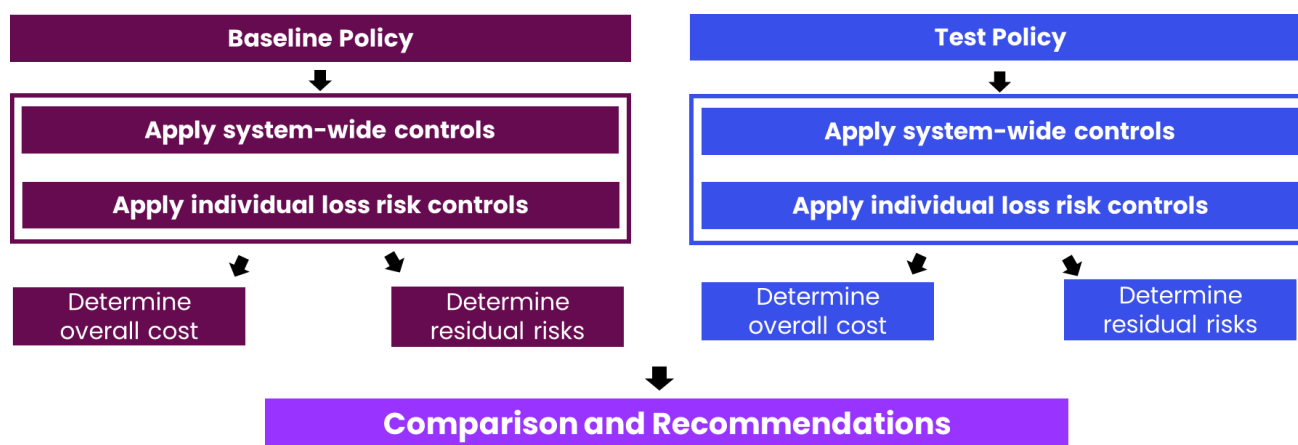 Baseline Policy
Apply system-wide controls
Apply individual loss risk controls
Determine
overall cost
Determine
residual risks
Test Policy
Apply system-wide controls
Apply individual loss risk controls
Determine
overall cost
Determine
residual risks
Comparison and Recommendations